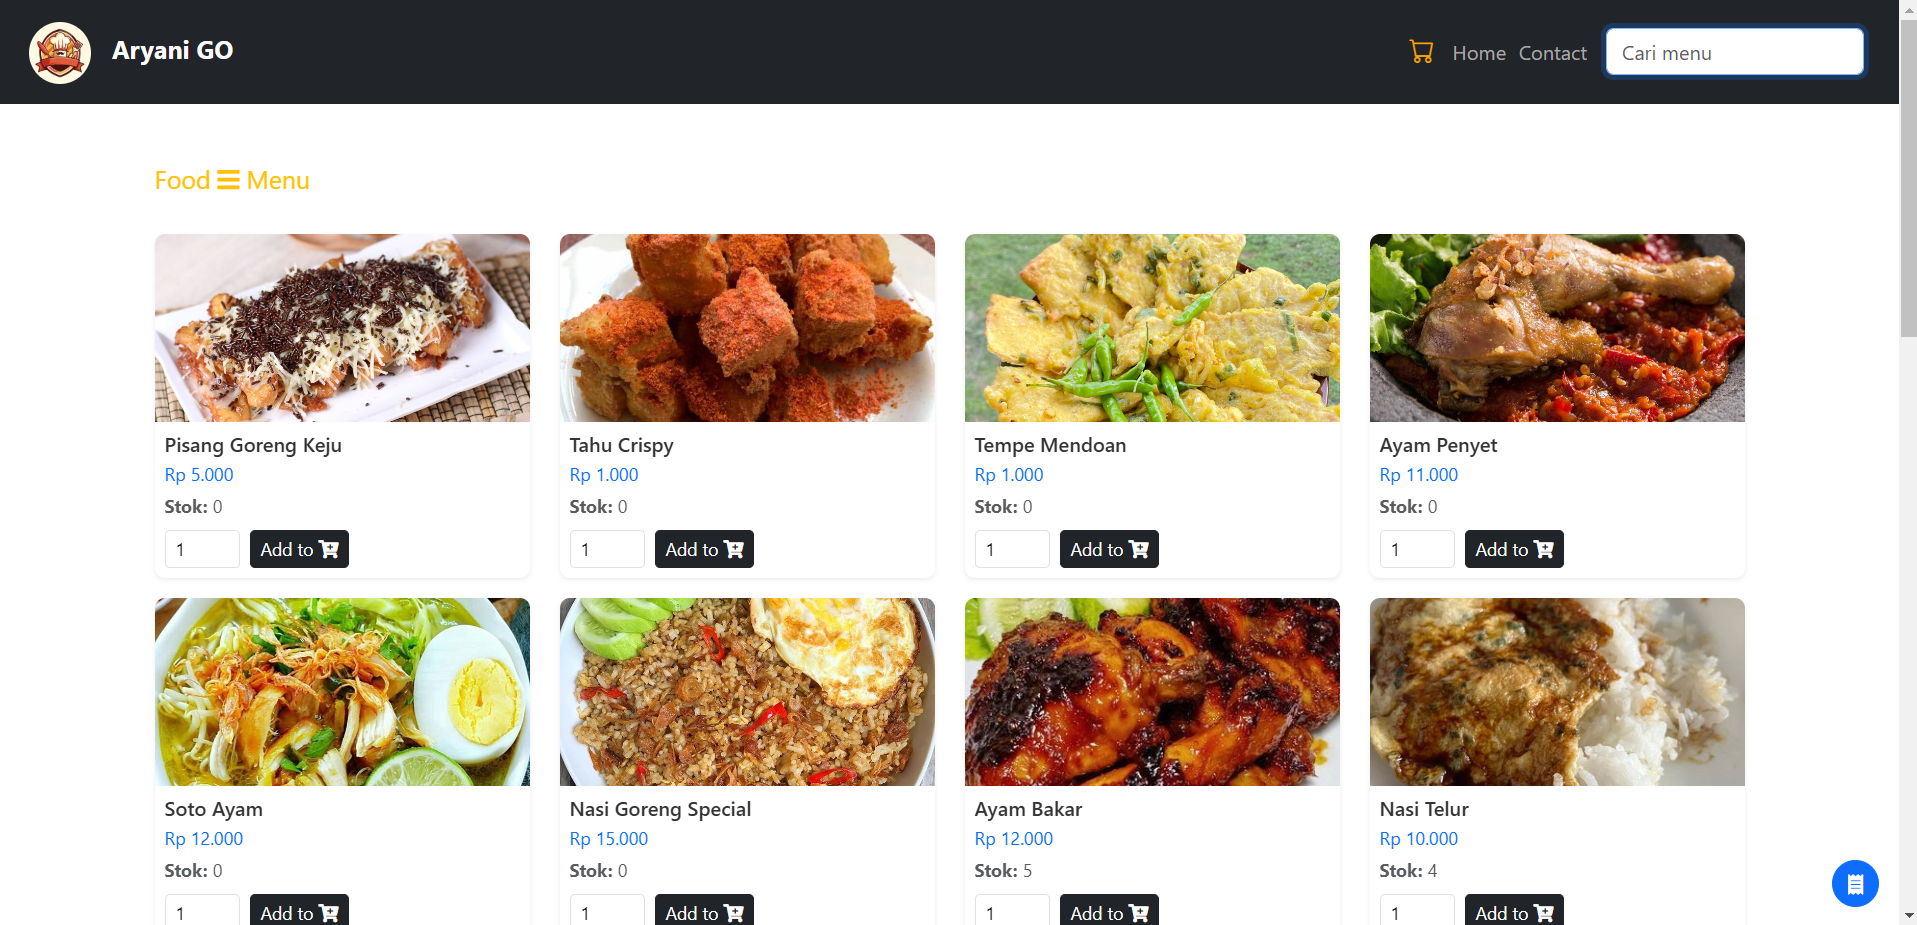 Aryani GO
Home Contact Cari menu
Food Menu
Pisang Goreng Keju
Rp 5.000
Stok: 0
1 Add to
Tahu Crispy
Rp 1.000
Stok: 0
1 Add to
Tempe Mendoan
Rp 1.000
Stok: 0
1 Add to
Ayam Penyet
Rp 11.000
Stok: 0
1 Add to
Soto Ayam
Rp 12.000
Stok: 0
1 Add to
Nasi Goreng Special
Rp 15.000
Stok: 0
1 Add to
Ayam Bakar
Rp 12.000
Stok: 5
1 Add to
Nasi Telur
Rp 10.000
Stok: 4
1 Add to